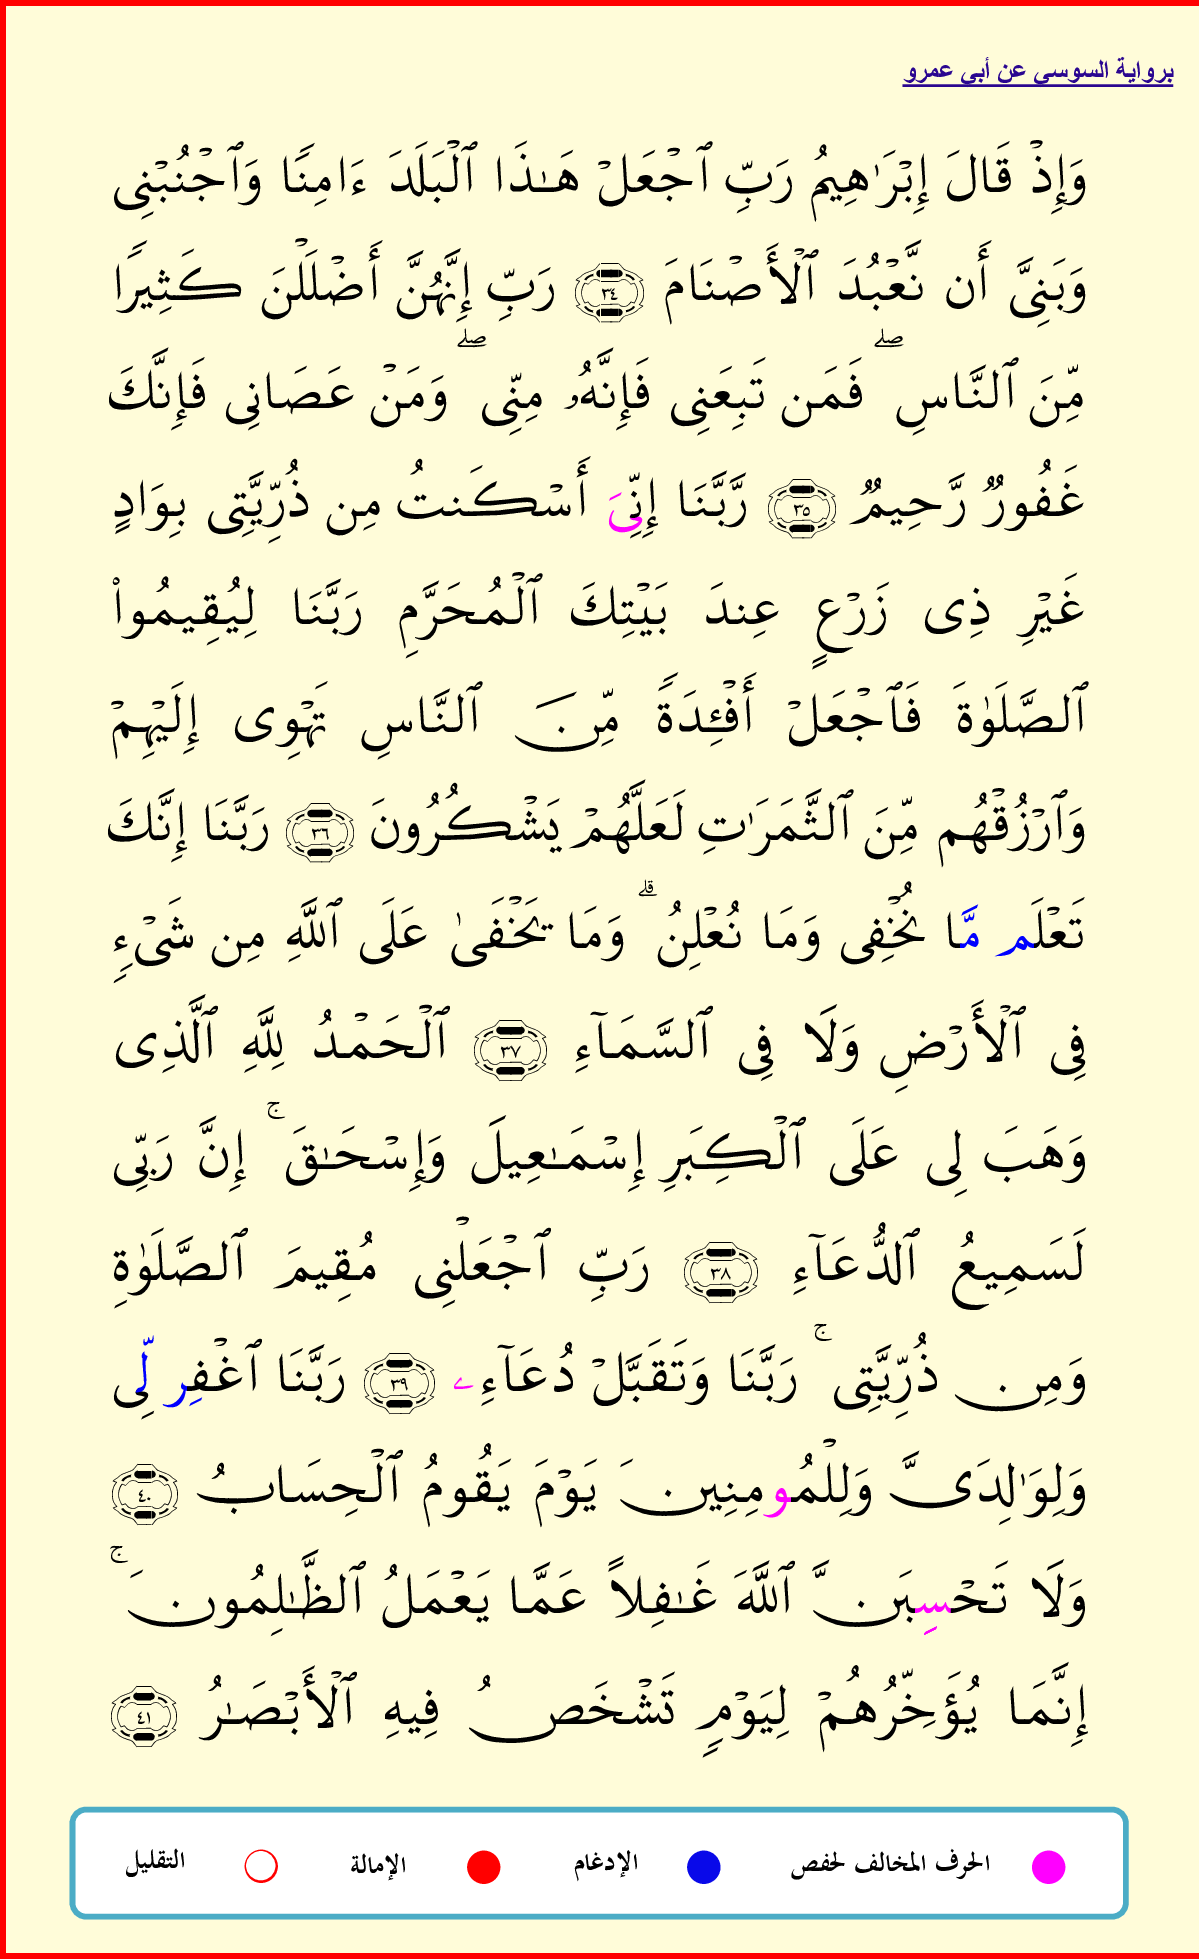 برواية السوسي عن أبي عمرو
وَإِذْ قَالَ إِبْرَٰهِيمُ رَبِّ ٱجْعَلْ هَـٰذَا ٱلْبَلَدَ ءَامِنًا وَٱجْنُبْنِى
وَبَنِىَّ أَن نَّعْبُدَ ٱلْأَصْنَامَ ٣٤ رَبِّ إِنَّهُنَّ أَضْلَلْنَ كَثِيرًا
مِّنَ ٱلنَّاسِ ۖ فَمَن تَبِعَنِى فَإِنَّهُۥ مِنِّى ۖ وَمَنْ عَصَانِى فَإِنَّكَ
غَفُورٌ رَّحِيمٌ ٣٥ رَّبَّنَا إِنِّىَ أَسْكَنتُ مِن ذُرِّيَّتِى بِوَادٍ
غَيْرِ ذِى زَرْعٍ عِندَ بَيْتِكَ ٱلْمُحَرَّمِ رَبَّنَا لِيُقِيمُوا۟
ٱلصَّلَوٰةَ فَٱجْعَلْ أَفْـِٔدَةً مِّنَ ٱلنَّاسِ تَهْوِى إِلَيْهِمْ
وَٱرْزُقْهُم مِّنَ ٱلثَّمَرَٰتِ لَعَلَّهُمْ يَشْكُرُونَ ٣٦ رَبَّنَا إِنَّكَ
تَعْلَم مَّا نُخْفِى وَمَا نُعْلِنُ ۗ وَمَا يَخْفَىٰ عَلَى ٱللَّهِ مِن شَىْءٍ
فِى ٱلْأَرْضِ وَلَا فِى ٱلسَّمَآءِ ٣٧ ٱلْحَمْدُ لِلَّهِ ٱلَّذِى
وَهَبَ لِى عَلَى ٱلْكِبَرِ إِسْمَـٰعِيلَ وَإِسْحَـٰقَ ۚ إِنَّ رَبِّى
لَسَمِيعُ ٱلدُّعَآءِ ٣٨ رَبِّ ٱجْعَلْنِى مُقِيمَ ٱلصَّلَوٰةِ
وَمِن ذُرِّيَّتِى ۚ رَبَّنَا وَتَقَبَّلْ دُعَآءِۦ ٣٩ رَبَّنَا ٱغْفِر لِّى
وَلِوَٰلِدَىَّ وَلِلْمُومِنِينَ يَوْمَ يَقُومُ ٱلْحِسَابُ ٤٠
وَلَا تَحْسِبَنَّ ٱللَّهَ غَـٰفِلاً عَمَّا يَعْمَلُ ٱلظَّـٰلِمُونَ ۚ
إِنَّمَا يُؤَخِّرُهُمْ لِيَوْمٍ تَشْخَصُ فِيهِ ٱلْأَبْصَـٰرُ ٤١
الحرف المخالف لحفص الإدغام الإمالة التقليل